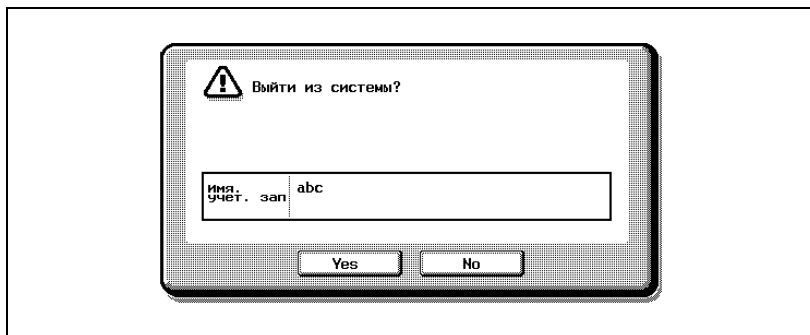 Выйти из системы?
Имя.
учет. зап
abc
Yes
No